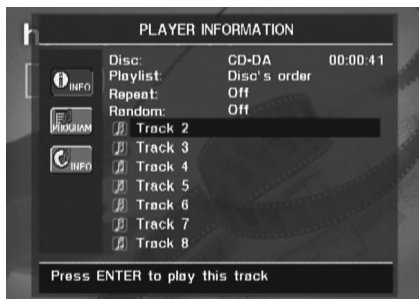 h
PLAYER INFORMATION
Disc: CD-DA 00:00:41
Playlist: Disc's order
Repeat: Off
Random: Off
INFO
PROGRAM
INFO
Track 2
Track 3
Track 4
Track 5
Track 6
Track 7
Track 8
Press ENTER to play this track